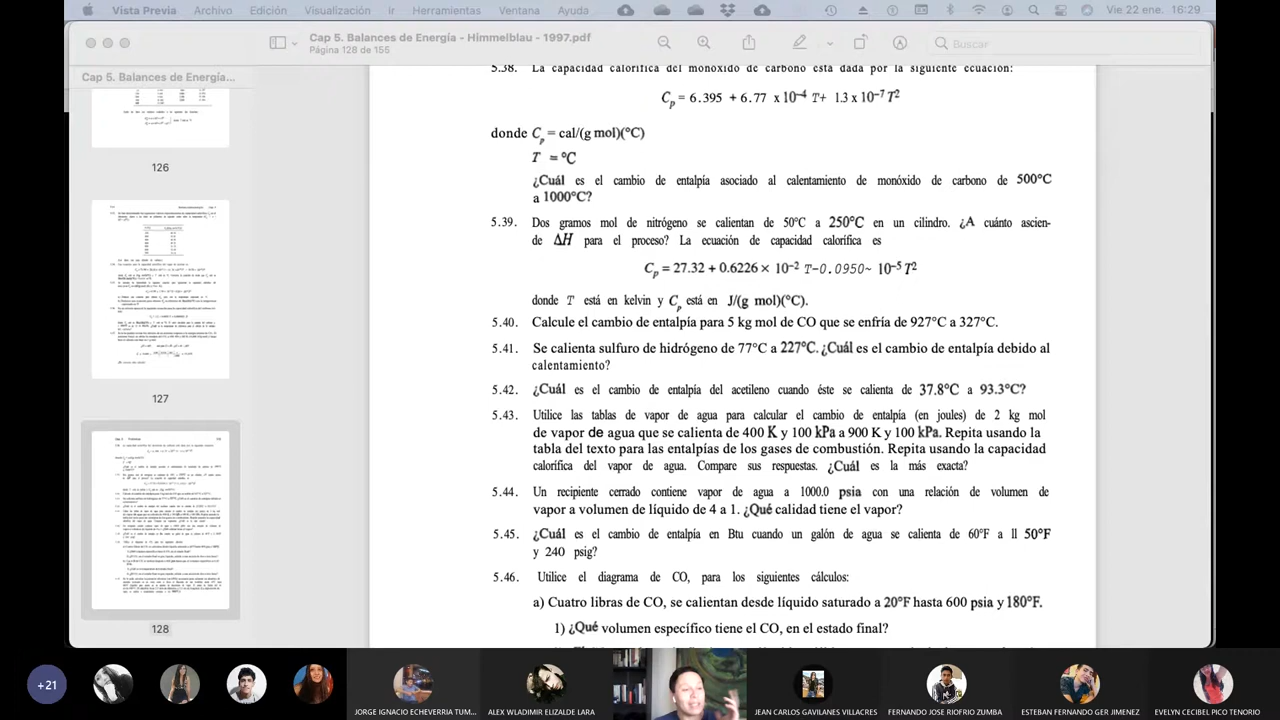 Vista Previa Archivo Edición Visualización Ir Herramientas Ventana Ayuda Vie 22 ene. 16:29
Cap 5. Balances de Energía - Himmelblau - 1997.pdf
Página 128 de 155
Buscar
Cap 5. Balances de Energía...
126
127
128
5.38. La capacidad calorífica del monóxido de carbono está dada por la siguiente ecuación:
Cp = 6.395 + 6.77 x 10⁻⁴ T + 1.3 x 10⁻⁷ T²
donde Cp = cal/(g mol)(°C)
T = °C
¿Cuál es el cambio de entalpía asociado al calentamiento de monóxido de carbono de 500°C
a 1000°C?
5.39. Dos gramos mol de nitrógeno se calientan de 50°C a 250°C en un cilindro. ¿A cuánto ascien-
de ΔH para el proceso? La ecuación de capacidad calorífica es
Cp = 27.32 + 0.6226 × 10⁻² T 10⁻⁵ T²
donde T está en kelvin y Cp está en J/(g mol)(°C).
5.40. Calcule el cambio de entalpía para 5 kg mol de CO que se enfría de 927°C a 327°C.
5.41. Se calienta sulfuro de hidrógeno de 77°C a 227°C. ¿Cuál es el cambio de entalpía debido al
calentamiento?
5.42. ¿Cuál es el cambio de entalpía del acetileno cuando éste se calienta de 37.8°C a 93.3°C?
5.43. Utilice las tablas de vapor de agua para calcular el cambio de entalpía (en joules) de 2 kg mol
de vapor de agua que se calienta de 400 K y 100 kPa a 900 K y 100 kPa. Repita usando la
tabla del texto para las entalpías de los gases de combustión. Repita usando la capacidad
calorífica del vapor de agua. Compare sus respuestas. ¿Cuál es la más exacta?
5.44. Un recipiente cerrado contiene vapor de agua a 1000.0 psia con una relación de volumen de
vapor a volumen de líquido de 4 a 1. ¿Qué calidad tiene el vapor?
5.45. ¿Cuál es el cambio de entalpía en Btu cuando un galón de agua se calienta de 60°F a ll 50°F
y 240 psig?
5.46. Utilice el diagrama de CO, para los siguientes cálculos:
a) Cuatro libras de CO, se calientan desde líquido saturado a 20°F hasta 600 psia y 180°F.
1) ¿Qué volumen específico tiene el CO, en el estado final?
+21
JORGE IGNACIO ECHEVERRIA TUM...
ALEX WLADIMIR ELIZALDE LARA
JEAN CARLOS GAVILANES VILLACRES
FERNANDO JOSE RIOFRIO ZUMBA
ESTEBAN FERNANDO GER JIMENEZ
EVELYN CECIBEL PICO TENORIO